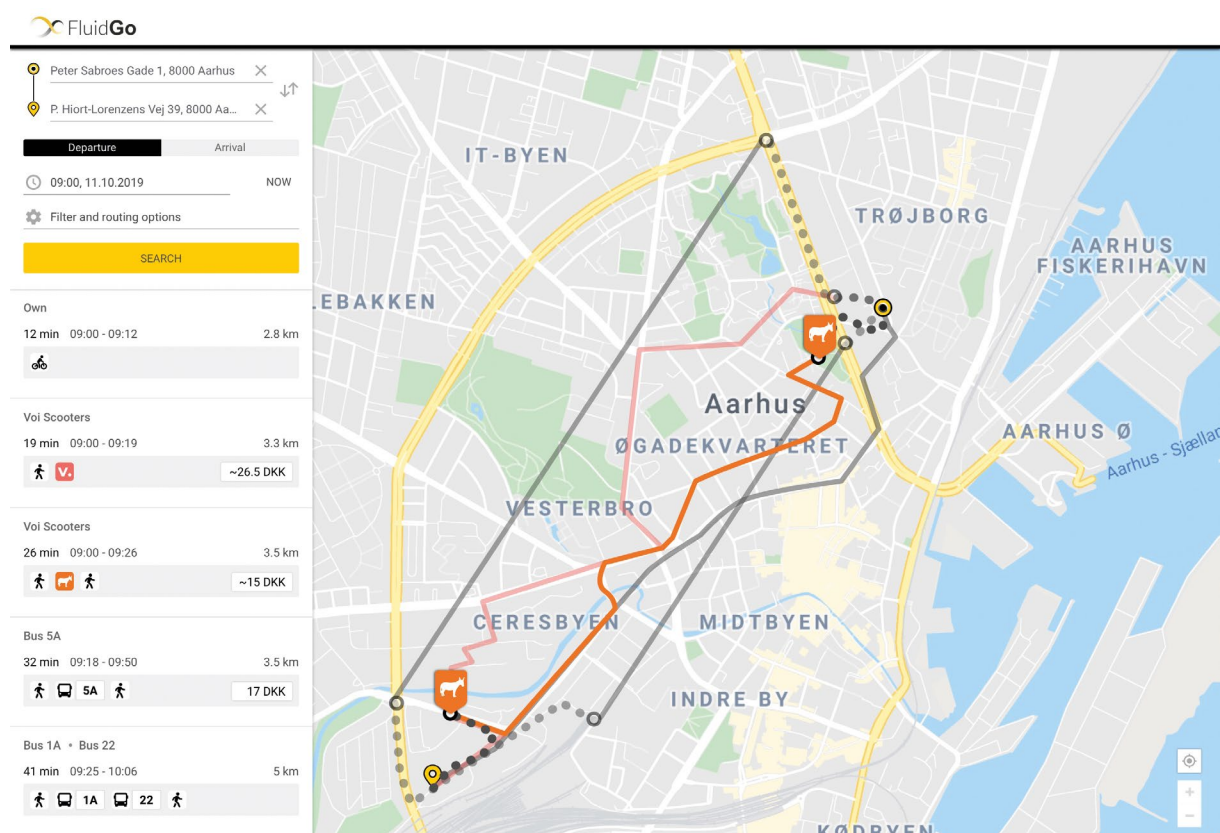 FluidGo
Peter Sabroes Gade 1, 8000 Aarhus
P. Hiort-Lorenzens Vej 39, 8000 Aa...
Departure
Arrival
09:00, 11.10.2019
NOW
Filter and routing options
SEARCH
Own
12 min 09:00 - 09:12 2.8 km
Voi Scooters
19 min 09:00 - 09:19 3.3 km
V.
~26.5 DKK
Voi Scooters
26 min 09:00 - 09:26 3.5 km
~15 DKK
Bus 5A
32 min 09:18 - 09:50 3.5 km
5A
17 DKK
Bus 1A • Bus 22
41 min 09:25 - 10:06 5 km
1A 22
IT-BYEN
TRØJBORG
AARHUS
FISKERIHAVN
LEBAKKEN
Aarhus
ØGADEKVARTERET
AARHUS Ø
Aarhus - Sjællan
VESTERBRO
CERESBYEN
MIDTBYEN
INDRE BY
KØDBYEN